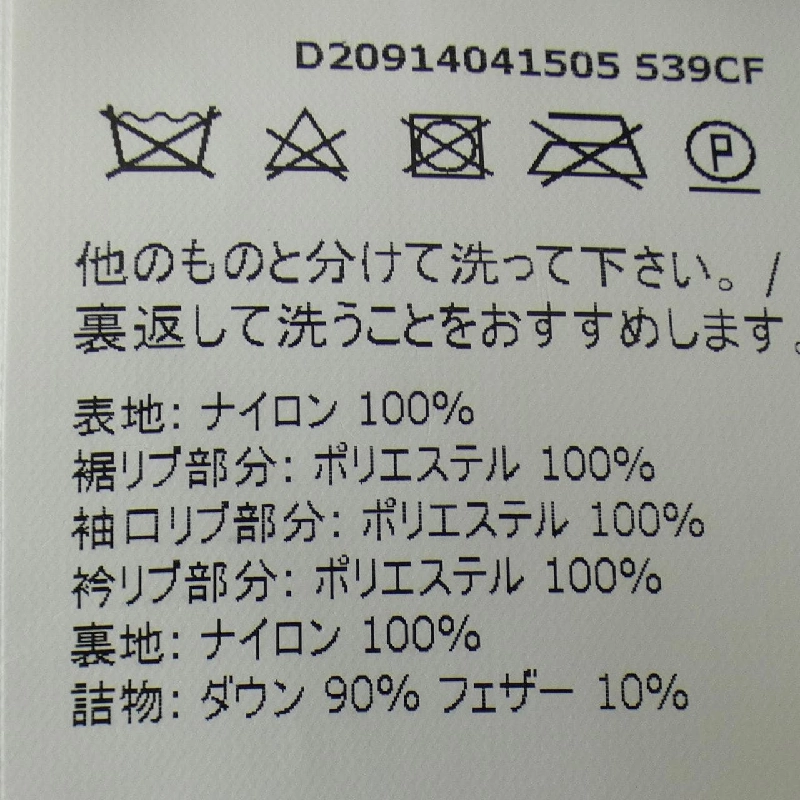 D20914041505 539CF
P
他のものと分けて洗って下さい。/
裏返して洗うことをおすすめします。
表地: ナイロン 100%
裾リブ部分: ポリエステル 100%
袖口リブ部分: ポリエステル 100%
衿リブ部分: ポリエステル 100%
裏地: ナイロン 100%
詰物: ダウン 90% フェザー 10%